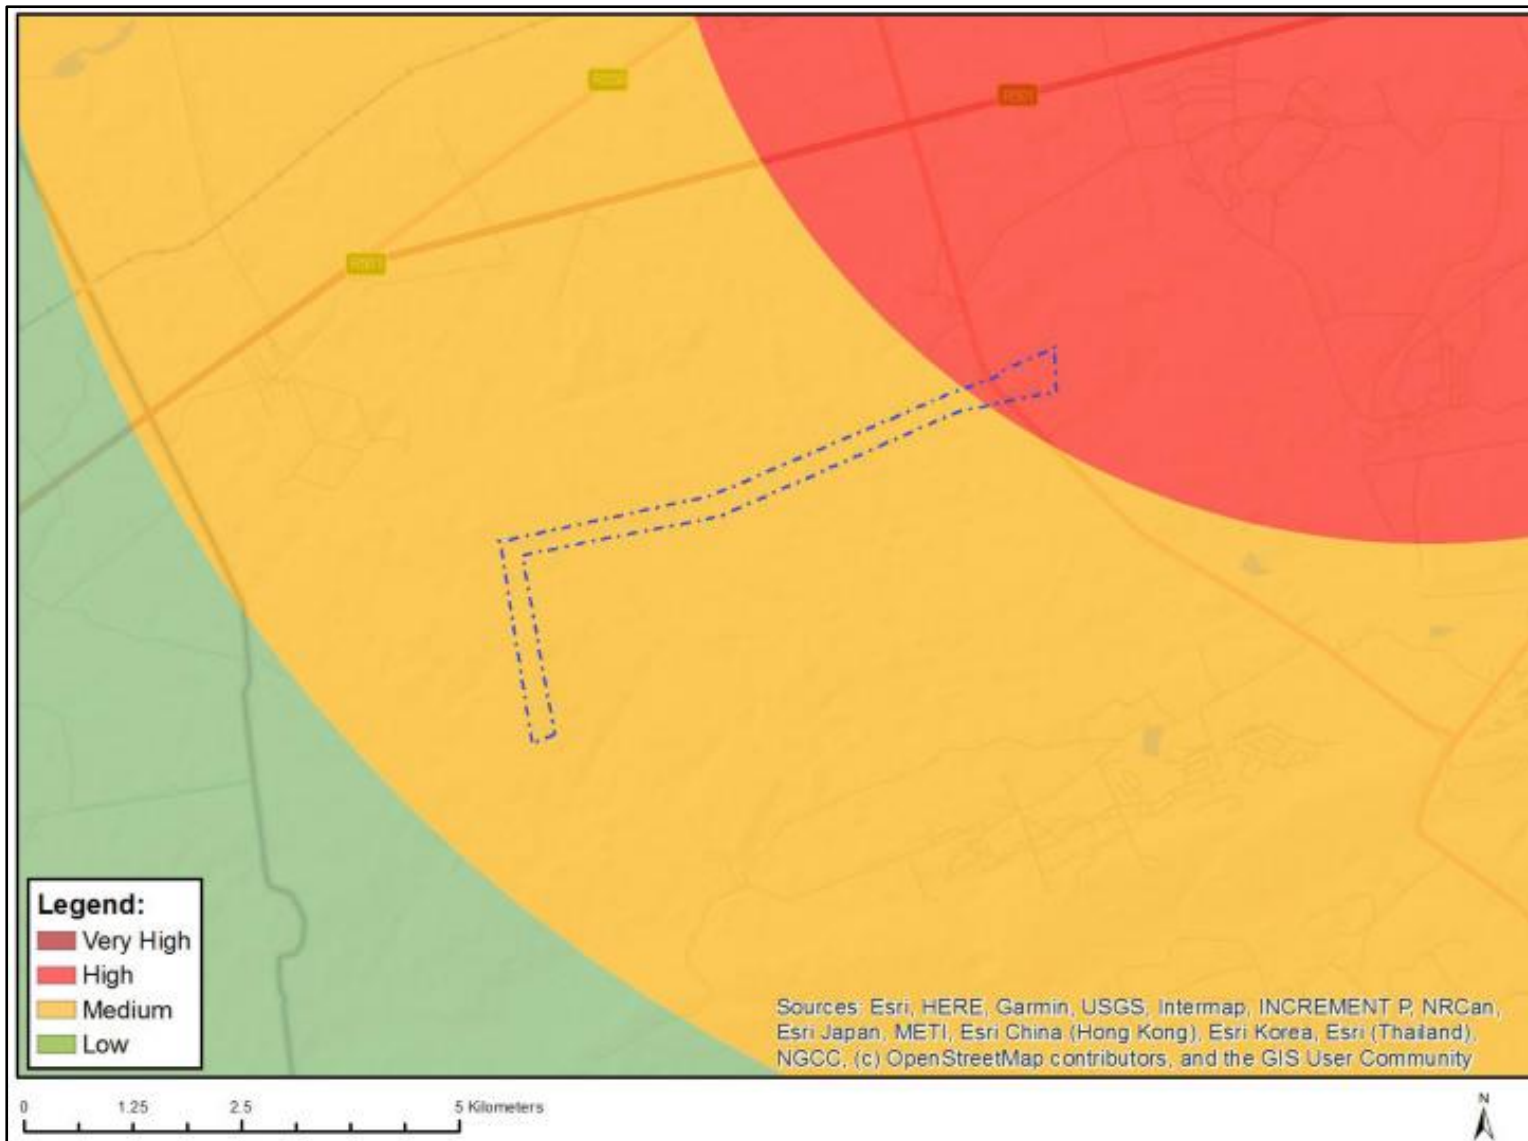 R501
R501
Legend:
Very High
High
Medium
Low
Sources: Esri, HERE, Garmin, USGS, Intermap, INCREMENT P, NRCan,
Esri Japan, METI, Esri China (Hong Kong), Esri Korea, Esri (Thailand),
NGCC, (c) OpenStreetMap contributors, and the GIS User Community
0 1.25 2.5 5 Kilometers
N